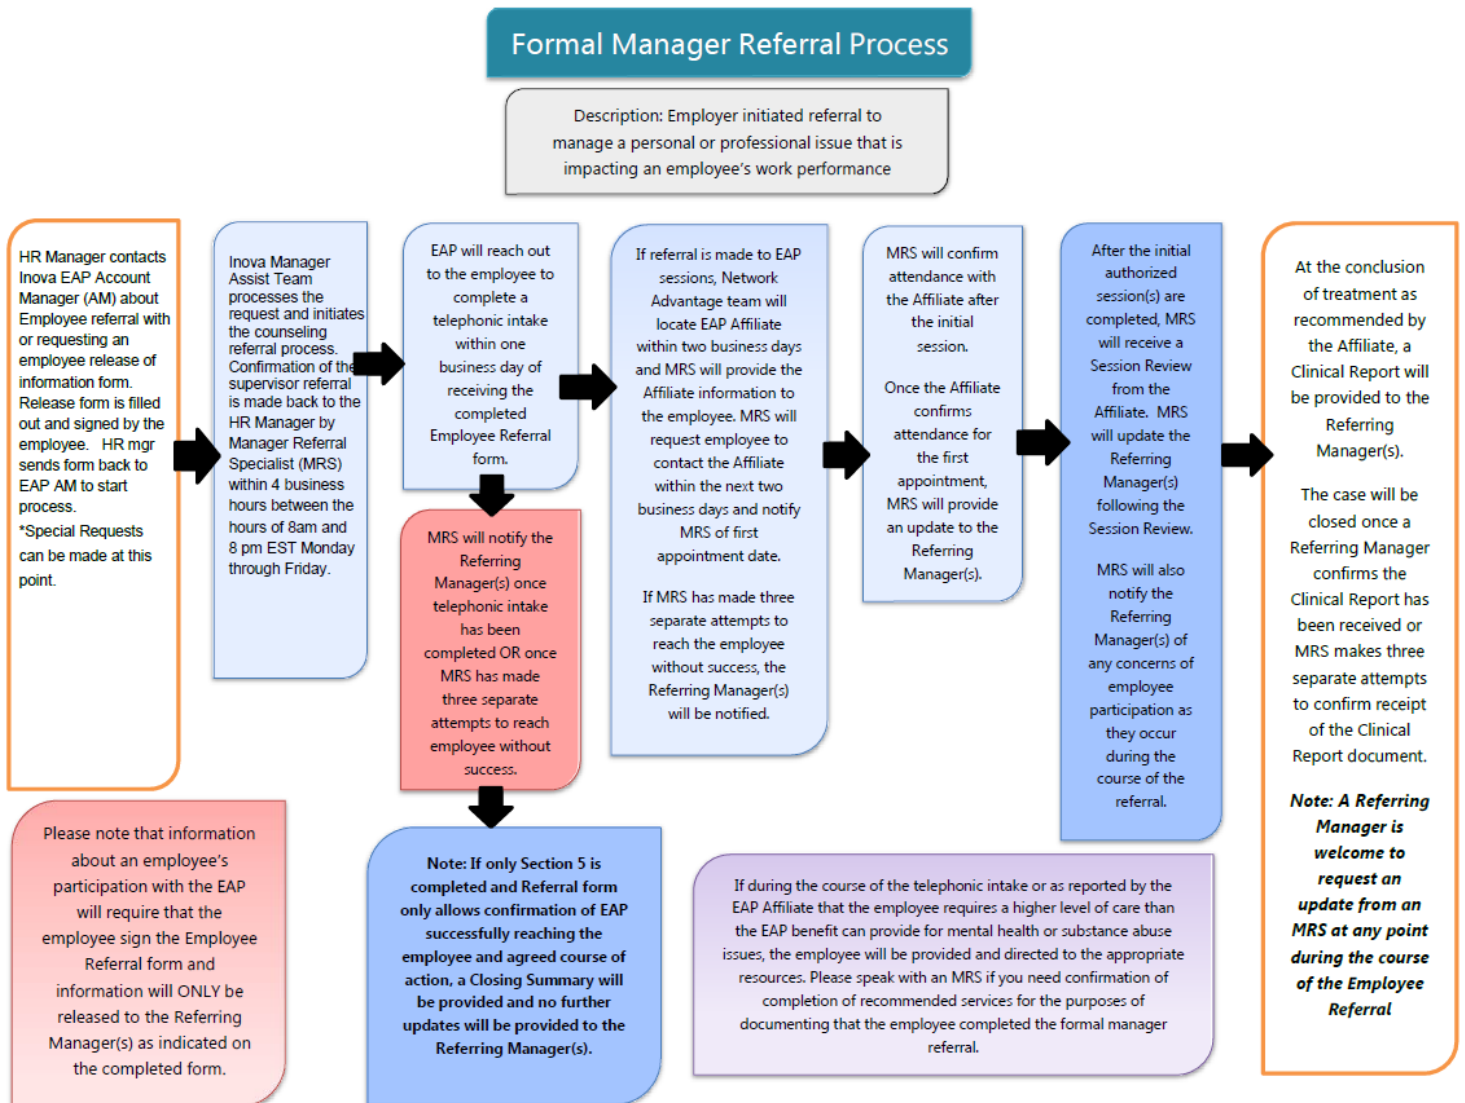 Formal Manager Referral Process
Description: Employer initiated referral to
manage a personal or professional issue that is
impacting an employee's work performance
HR Manager contacts
Inova EAP Account
Manager (AM) about
Employee referral with
or requesting an
employee release of
information form.
Release form is filled
out and signed by the
employee. HR mgr
sends form back to
EAP AM to start
process.
*Special Requests
can be made at this
point.
Inova Manager
Assist Team
processes the
request and initiates
the counseling
referral process.
Confirmation of the
supervisor referral
is made back to the
HR Manager by
Manager Referral
Specialist (MRS)
within 4 business
hours between the
hours of 8am and
8 pm EST Monday
through Friday.
EAP will reach out
to the employee to
complete a
telephonic intake
within one
business day of
receiving the
completed
Employee Referral
form.
MRS will notify the
Referring
Manager(s) once
telephonic intake
has been
completed OR once
MRS has made
three separate
attempts to reach
employee without
success.
If referral is made to EAP
sessions, Network
Advantage team will
locate EAP Affiliate
within two business days
and MRS will provide the
Affiliate information to
the employee. MRS will
request employee to
contact the Affiliate
within the next two
business days and notify
MRS of first
appointment date.
If MRS has made three
separate attempts to
reach the employee
without success, the
Referring Manager(s)
will be notified.
MRS will confirm
attendance with
the Affiliate after
the initial
session.
Once the Affiliate
confirms
attendance for
the first
appointment,
MRS will provide
an update to the
Referring
Manager(s).
After the initial
authorized
session(s) are
completed, MRS
will receive a
Session Review
from the
Affiliate. MRS
will update the
Referring
Manager(s)
following the
Session Review.
MRS will also
notify the
Referring
Manager(s) of
any concerns of
employee
participation as
they occur
during the
course of the
referral.
At the conclusion
of treatment as
recommended by
the Affiliate, a
Clinical Report will
be provided to the
Referring
Manager(s).
The case will be
closed once a
Referring Manager
confirms the
Clinical Report has
been received or
MRS makes three
separate attempts
to confirm receipt
of the Clinical
Report document.
Note: A Referring
Manager is
welcome to
request an
update from an
MRS at any point
during the course
of the Employee
Referral
Please note that information
about an employee's
participation with the EAP
will require that the
employee sign the Employee
Referral form and
information will ONLY be
released to the Referring
Manager(s) as indicated on
the completed form.
Note: If only Section 5 is
completed and Referral form
only allows confirmation of EAP
successfully reaching the
employee and agreed course of
action, a Closing Summary will
be provided and no further
updates will be provided to the
Referring Manager(s).
If during the course of the telephonic intake or as reported by the
EAP Affiliate that the employee requires a higher level of care than
the EAP benefit can provide for mental health or substance abuse
issues, the employee will be provided and directed to the appropriate
resources. Please speak with an MRS if you need confirmation of
completion of recommended services for the purposes of
documenting that the employee completed the formal manager
referral.